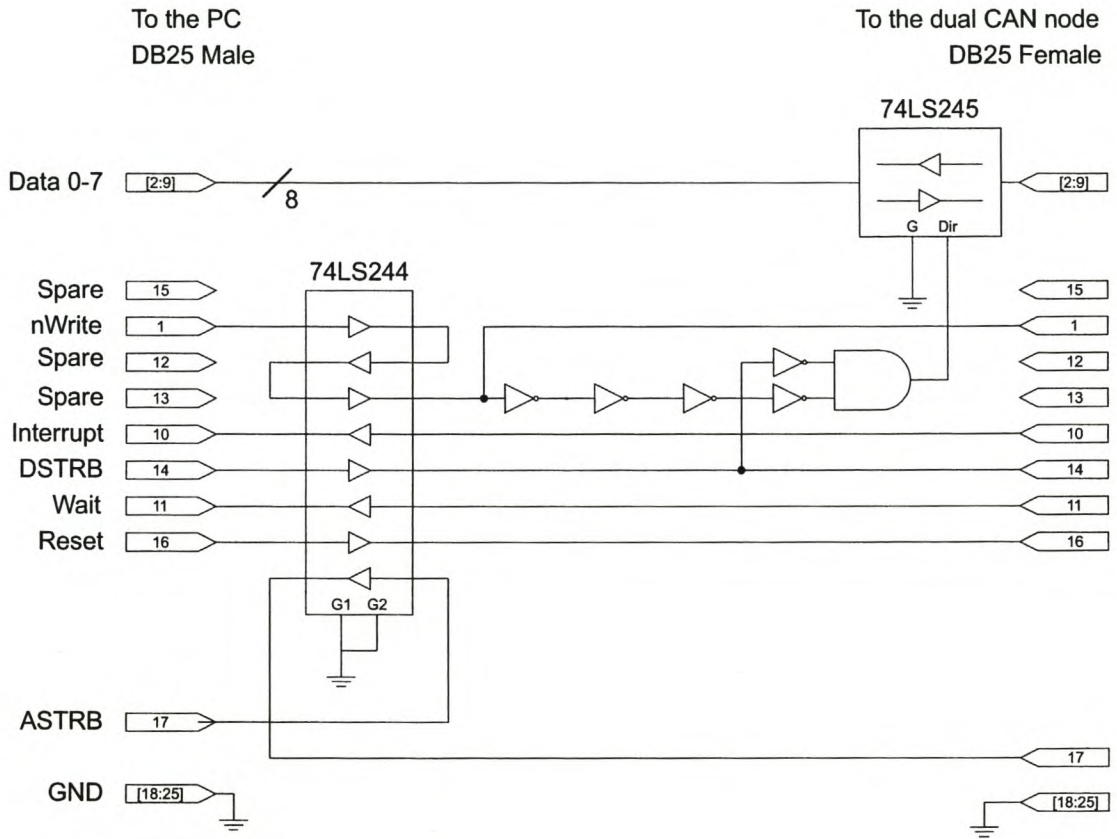 To the PC
DB25 Male
To the dual CAN node
DB25 Female
74LS245
Data 0-7 [2:9] 8 [2:9]
G Dir
74LS244
Spare 15 15
nWrite 1 1
Spare 12 12
Spare 13 13
Interrupt 10 10
DSTRB 14 14
Wait 11 11
Reset 16 16
G1 G2
ASTRB 17
17
GND [18:25] [18:25]